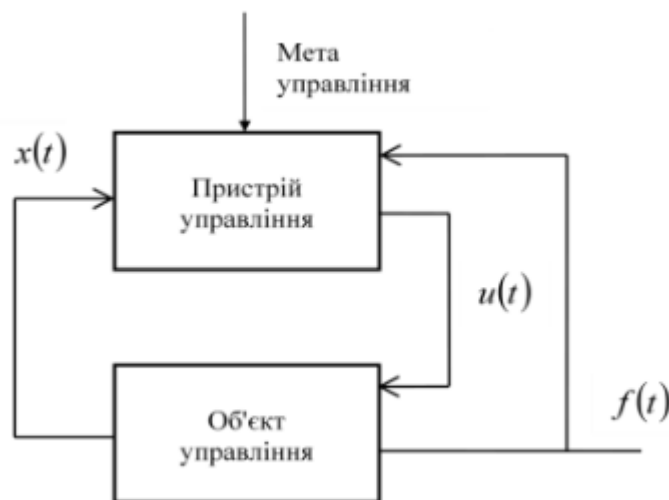 Мета
управління
x(t)
Пристрій
управління
u(t)
f(t)
Об'єкт
управління